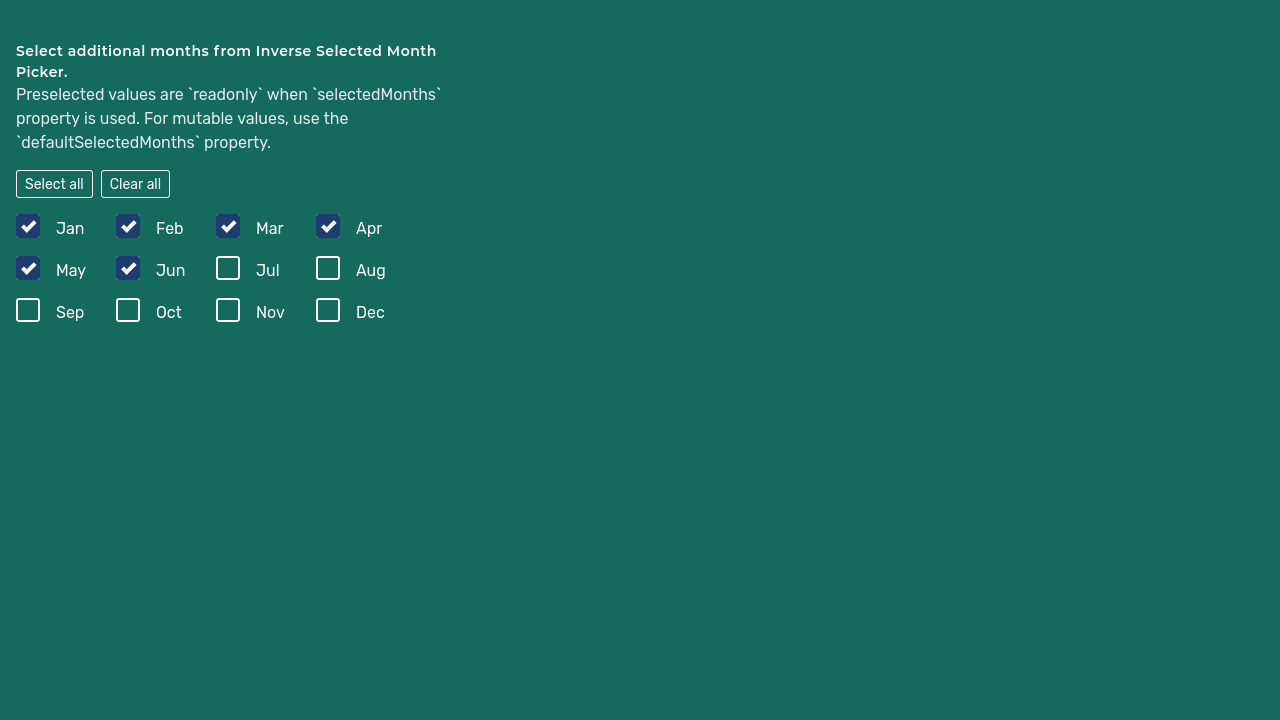 Select additional months from Inverse Selected Month
Picker.
Preselected values are `readonly` when `selectedMonths`
property is used. For mutable values, use the
`defaultSelectedMonths` property.
Select all Clear all
Jan Feb Mar Apr
May Jun Jul Aug
Sep Oct Nov Dec